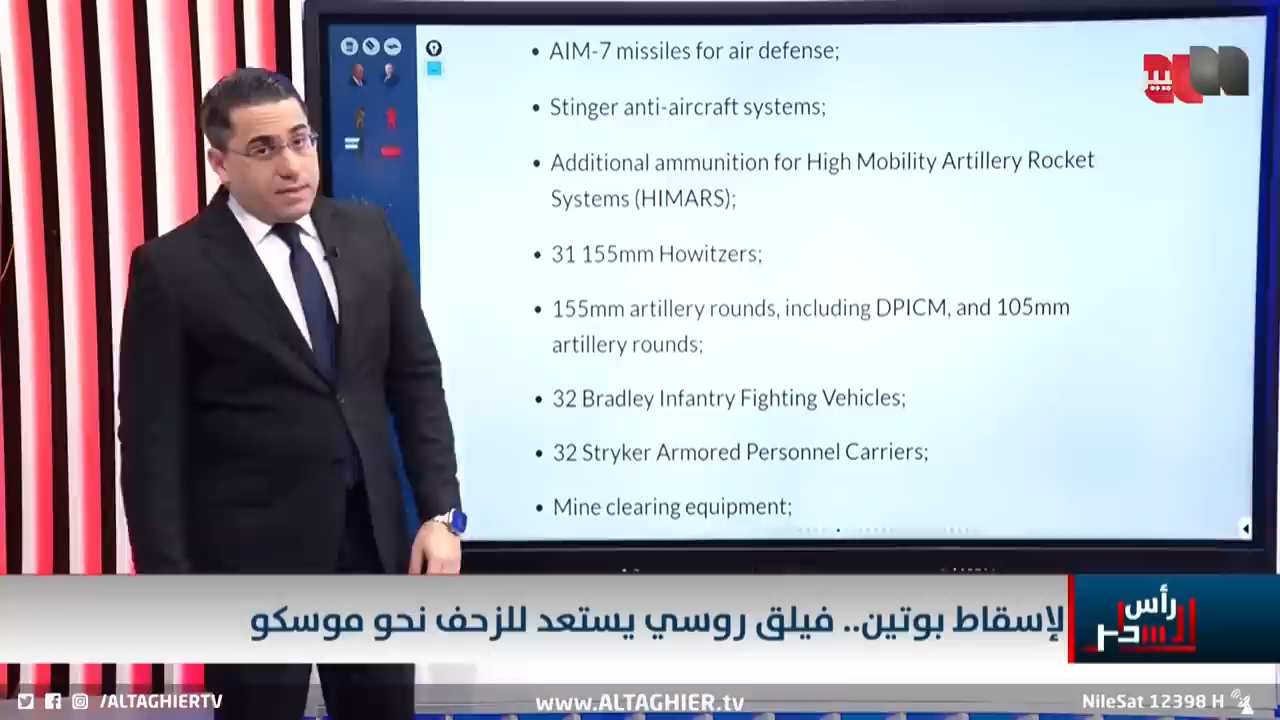 • AIM-7 missiles for air defense;
• Stinger anti-aircraft systems;
• Additional ammunition for High Mobility Artillery Rocket
Systems (HIMARS);
• 31 155mm Howitzers;
• 155mm artillery rounds, including DPICM, and 105mm
artillery rounds;
• 32 Bradley Infantry Fighting Vehicles;
• 32 Stryker Armored Personnel Carriers;
• Mine clearing equipment;
رأس
السطر
لإسقاط بوتين.. فيلق روسي يستعد للزحف نحو موسكو
/ALTAGHIERTV
www.ALTAGHIER.tv
NileSat 12398 H